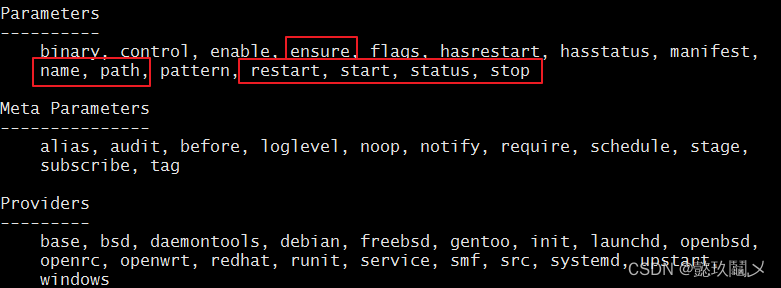 Parameters
----------
binary, control, enable, ensure, flags, hasrestart, hasstatus, manifest,
name, path, pattern, restart, start, status, stop
Meta Parameters
---------------
alias, audit, before, loglevel, noop, notify, require, schedule, stage,
subscribe, tag
Providers
---------
base, bsd, daemontools, debian, freebsd, gentoo, init, launchd, openbsd,
openrc, openwrt, redhat, runit, service, smf, src, systemd, upstart
windows
CSDN @懿玖